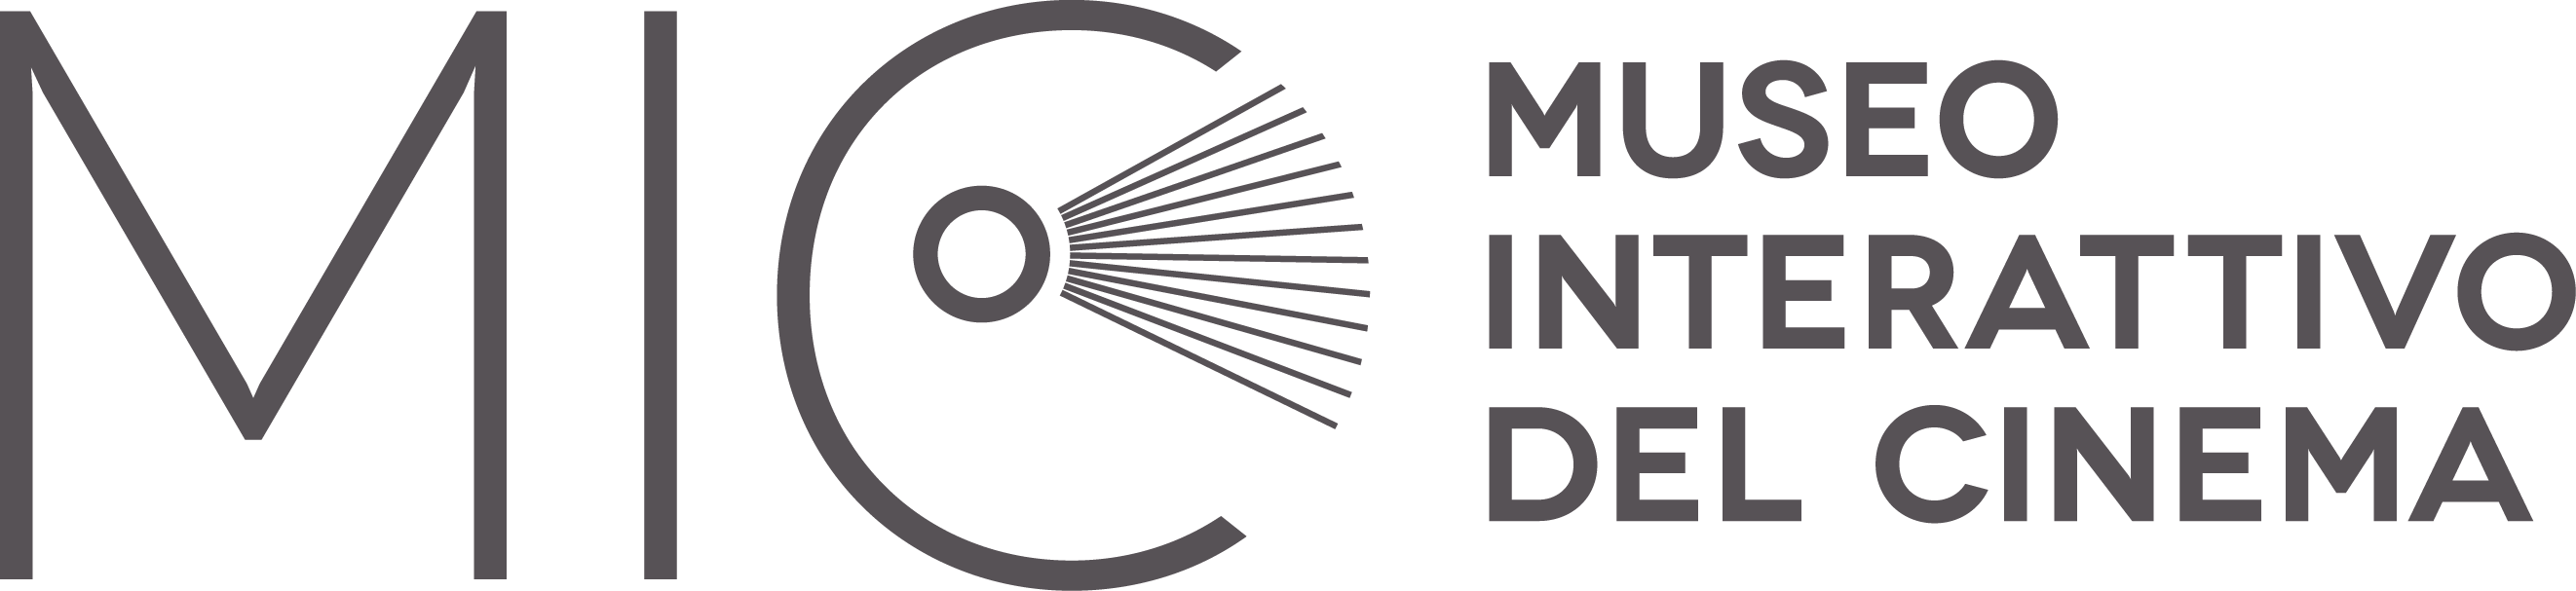 MIC
MUSEO
INTERATTIVO
DEL CINEMA